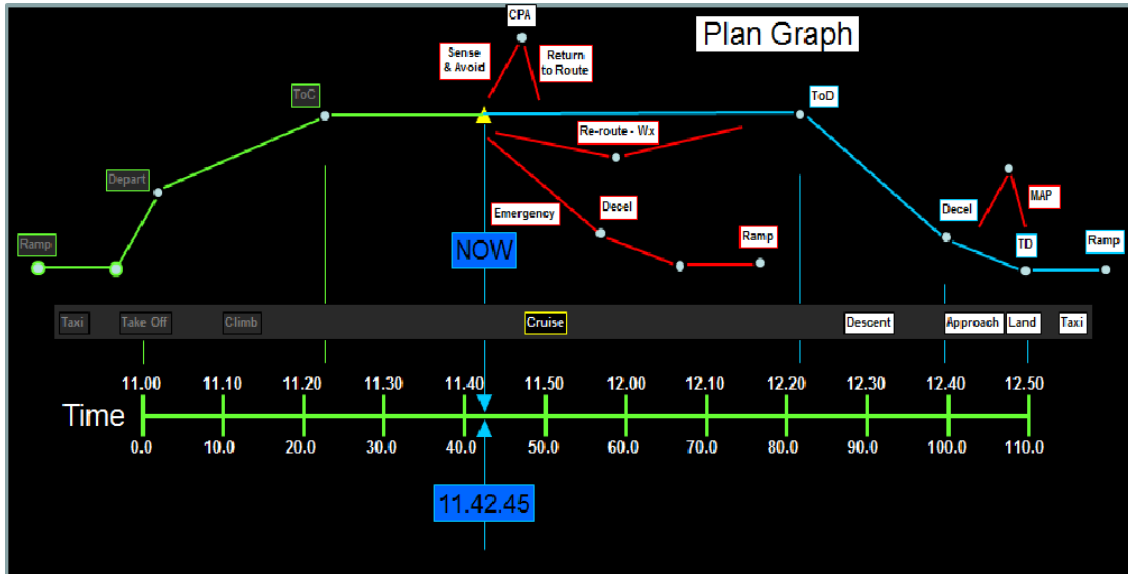 CPA
Plan Graph
Sense
& Avoid
Return
to Route
ToC
ToD
Re-route - Wx
Depart
MAP
Emergency
Decel
Decel
Ramp
NOW
Ramp
TD
Ramp
Taxi
Take Off
Climb
Cruise
Descent
Approach
Land
Taxi
11.00 11.10 11.20 11.30 11.40 11.50 12.00 12.10 12.20 12.30 12.40 12.50
Time
0.0 10.0 20.0 30.0 40.0 50.0 60.0 70.0 80.0 90.0 100.0 110.0
11.42.45